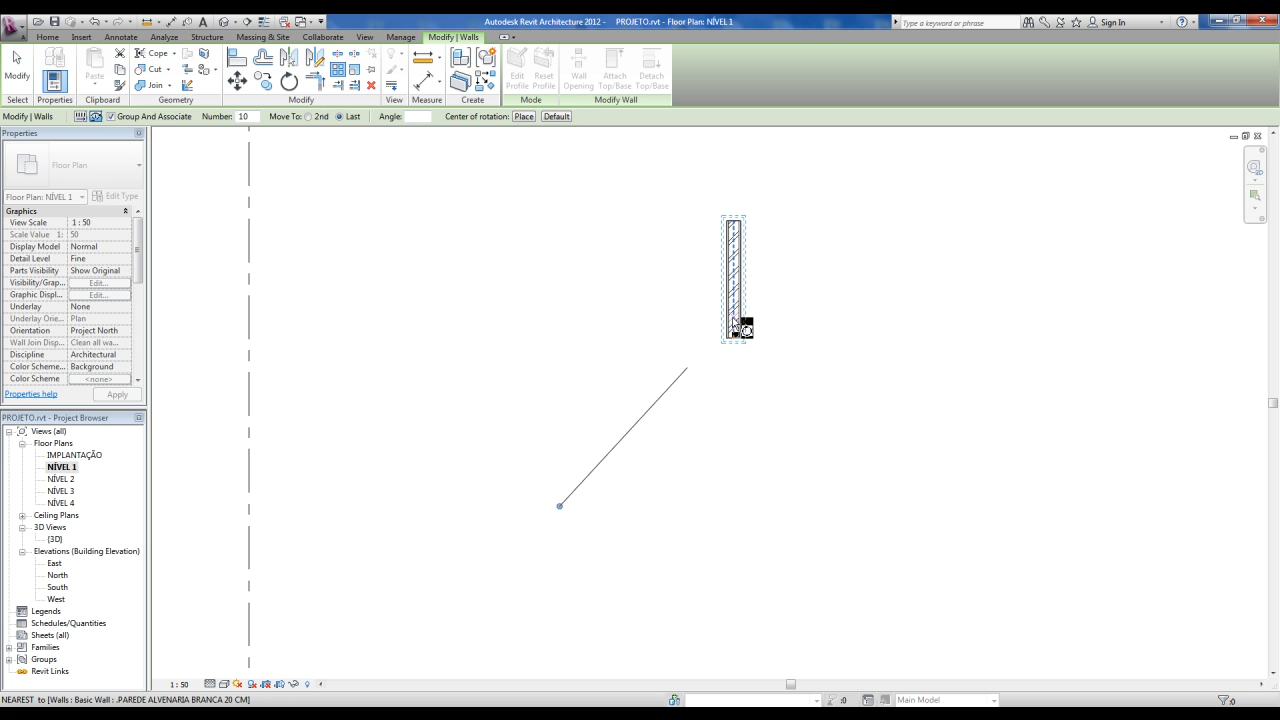 Autodesk Revit Architecture 2012 -    PROJETO.rvt - Floor Plan: NÍVEL 1
Type a keyword or phrase
Sign In
Home Insert Annotate Analyze Structure Massing & Site Collaborate View Manage Modify | Walls
Modify
Paste
Cope
Cut
Join
Edit Profile
Reset Profile
Wall Opening
Attach Top/Base
Detach Top/Base
Select Properties Clipboard Geometry Modify View Measure Create Mode Modify Wall
Modify | Walls Group And Associate Number: 10 Move To: 2nd Last Angle: Center of rotation: Place Default
Properties
Floor Plan
Floor Plan: NÍVEL 1 Edit Type
Graphics
View Scale 1 : 50
Scale Value 1: 50
Display Model Normal
Detail Level Fine
Parts Visibility Show Original
Visibility/Grap... Edit...
Graphic Displ... Edit...
Underlay None
Underlay Orie... Plan
Orientation Project North
Wall Join Displ... Clean all wa...
Discipline Architectural
Color Scheme... Background
Color Scheme <none>
Properties help Apply
PROJETO.rvt - Project Browser
Views (all)
Floor Plans
IMPLANTAÇÃO
NÍVEL 1
NÍVEL 2
NÍVEL 3
NÍVEL 4
Ceiling Plans
3D Views
{3D}
Elevations (Building Elevation)
East
North
South
West
Legends
Schedules/Quantities
Sheets (all)
Families
Groups
Revit Links
1 : 50
NEAREST to [Walls : Basic Wall : .PAREDE ALVENARIA BRANCA 20 CM]
:0
Main Model
:0